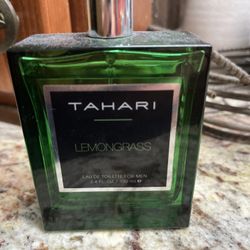 TAHARI
LEMONGRASS
EAU DE TOILETTE FOR MEN
3.4 FL. OZ / 100 ml ℮